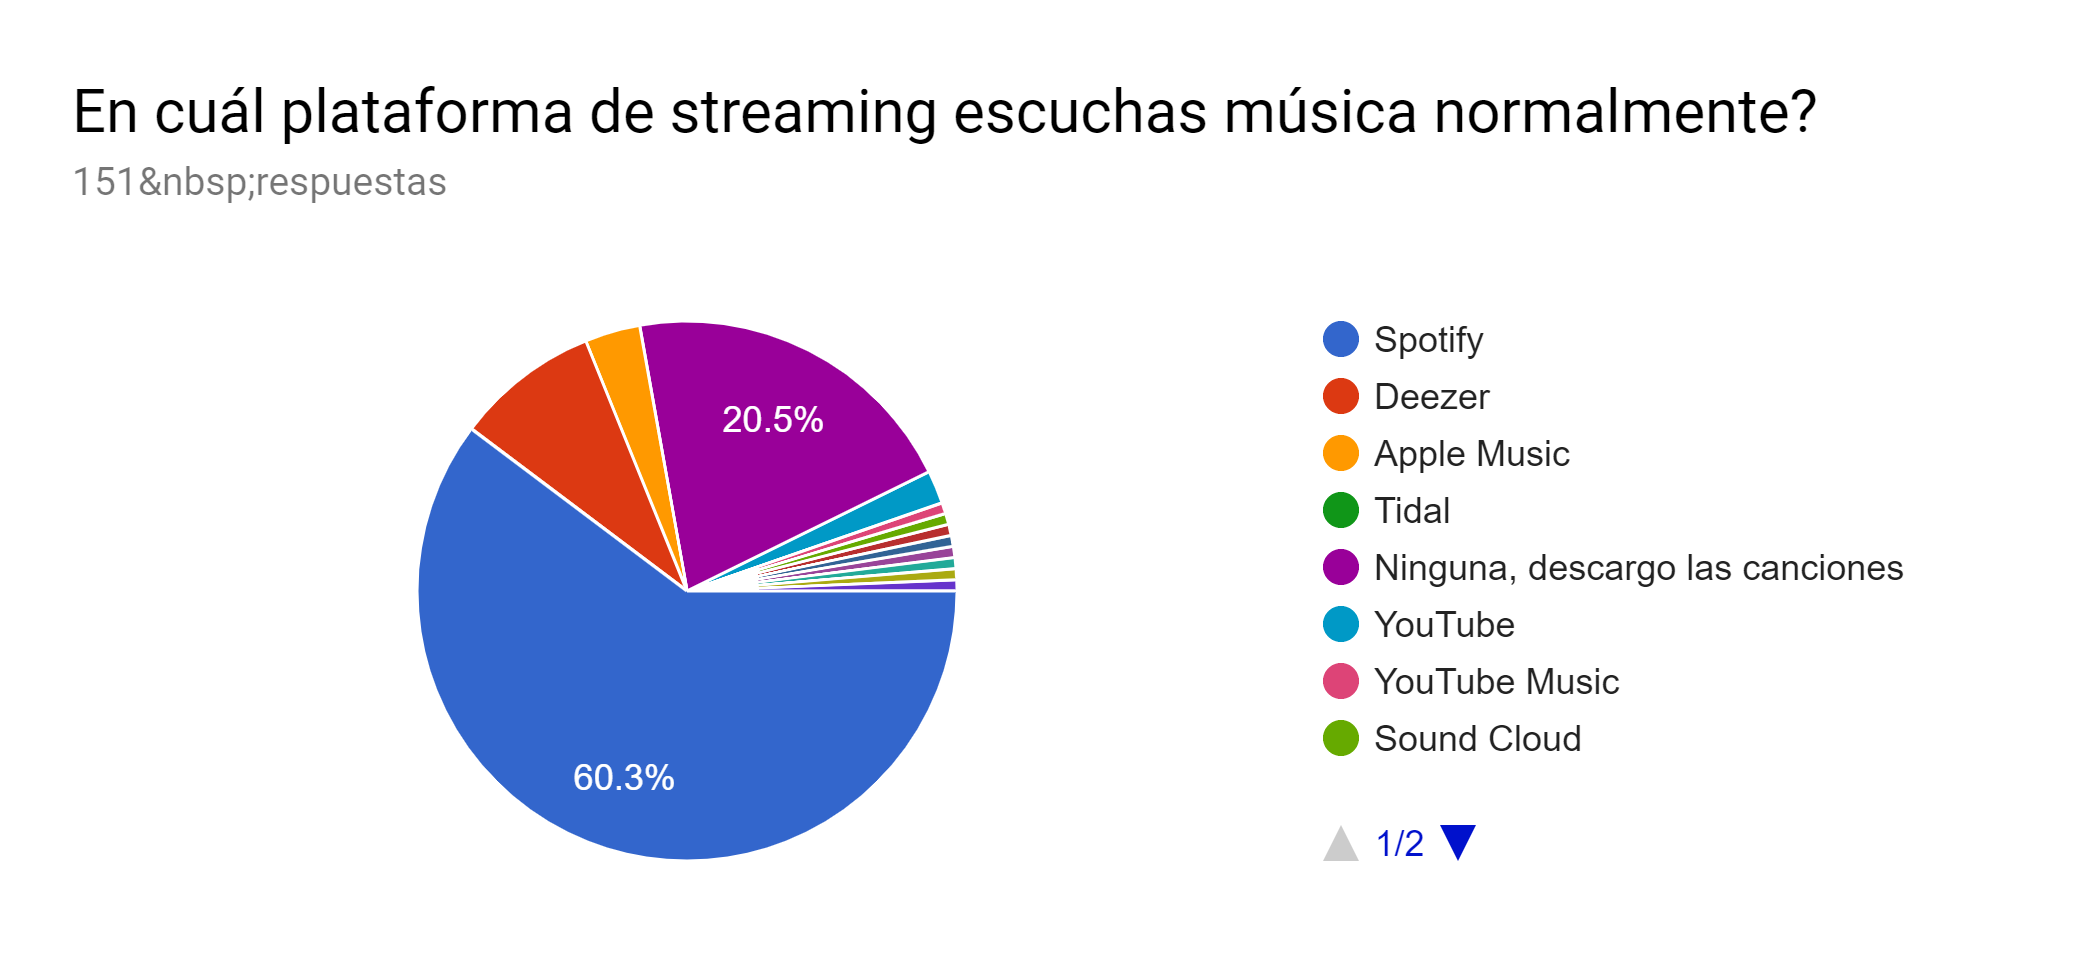 En cuál plataforma de streaming escuchas música normalmente?
151&nbsp;respuestas
20.5%
60.3%
Spotify
Deezer
Apple Music
Tidal
Ninguna, descargo las canciones
YouTube
YouTube Music
Sound Cloud
1/2